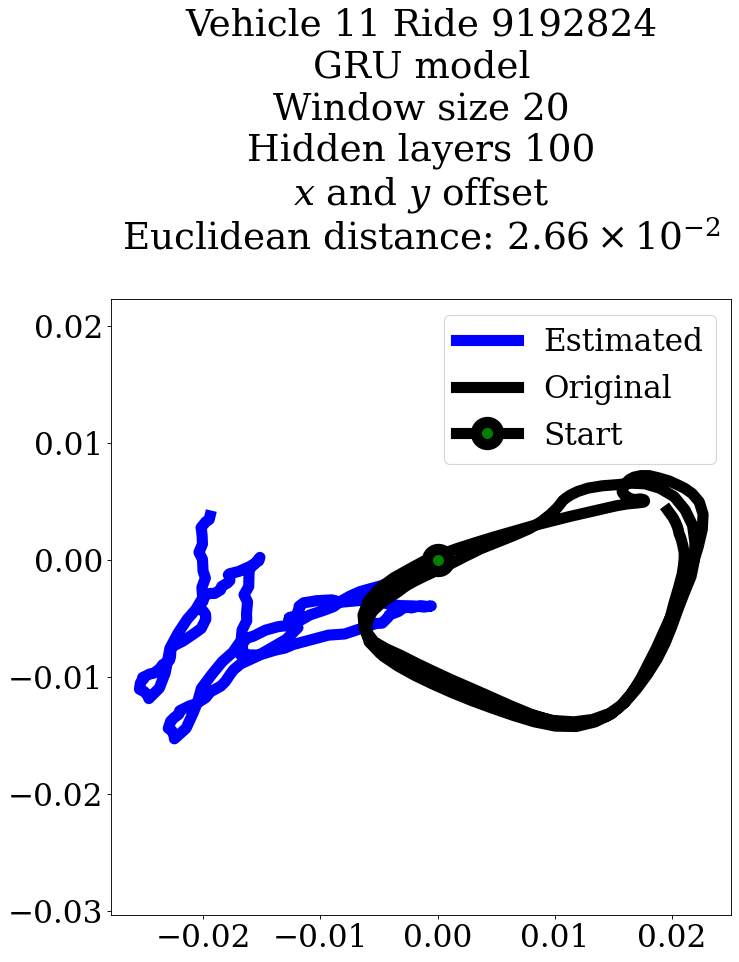 Vehicle 11 Ride 9192824
GRU model
Window size 20
Hidden layers 100
x and y offset
Euclidean distance: 2.66 × 10⁻²
Estimated
Original
Start
0.02
0.01
0.00
−0.01
−0.02
−0.03
−0.02 −0.01 0.00 0.01 0.02